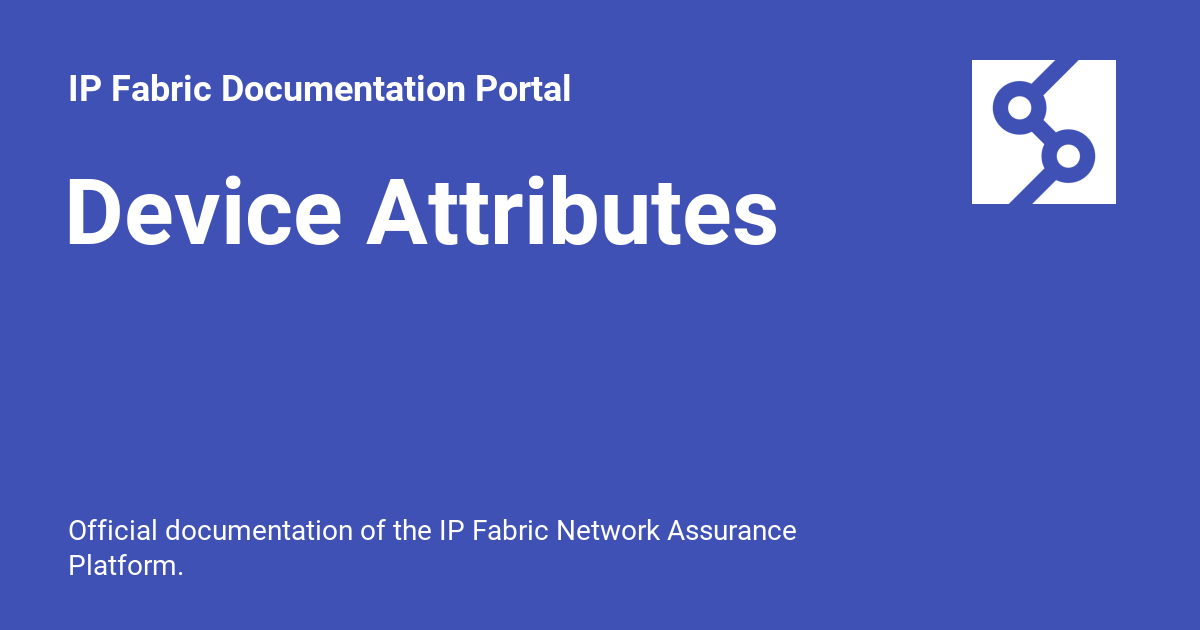 IP Fabric Documentation Portal
Device Attributes
Official documentation of the IP Fabric Network Assurance
Platform.